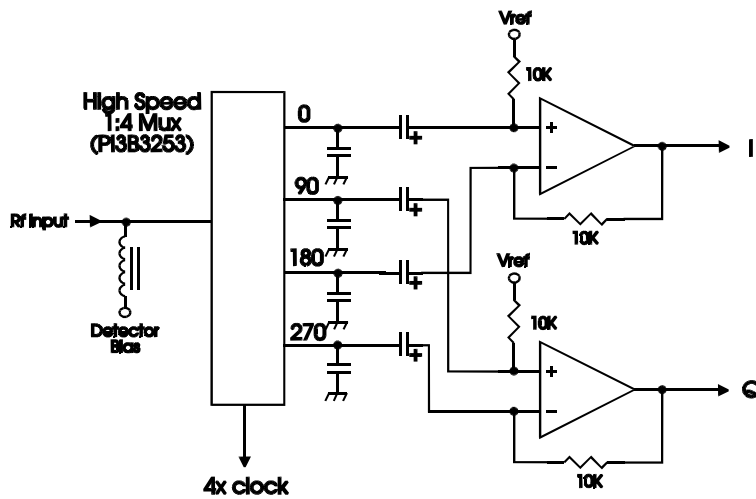 Vref
10K
High Speed
1:4 Mux
(PI3B3253)
0
+
+
-
I
Rf Input
90
+
10K
180
+
Vref
Detector
Bias
270
+
10K
+
-
Q
10K
4x clock